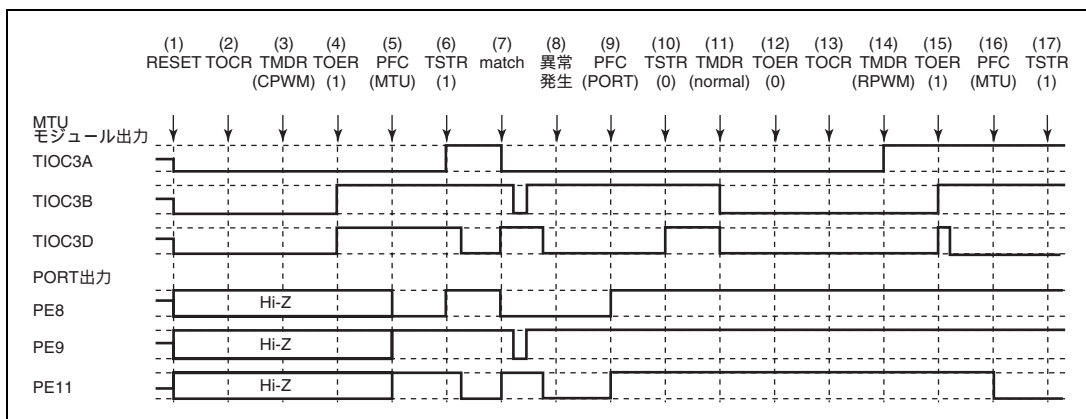 (1) (2) (3) (4) (5) (6) (7) (8) (9) (10) (11) (12) (13) (14) (15) (16) (17)
RESET TOCR TMDR TOER PFC TSTR match 異常 PFC TSTR TMDR TOER TOCR TMDR TOER PFC TSTR
(CPWM) (1) (MTU) (1) 発生 (PORT) (0) (normal) (0) (RPWM) (1) (MTU) (1)
MTU
モジュール出力
TIOC3A
TIOC3B
TIOC3D
PORT出力
PE8 Hi-Z
PE9 Hi-Z
PE11 Hi-Z